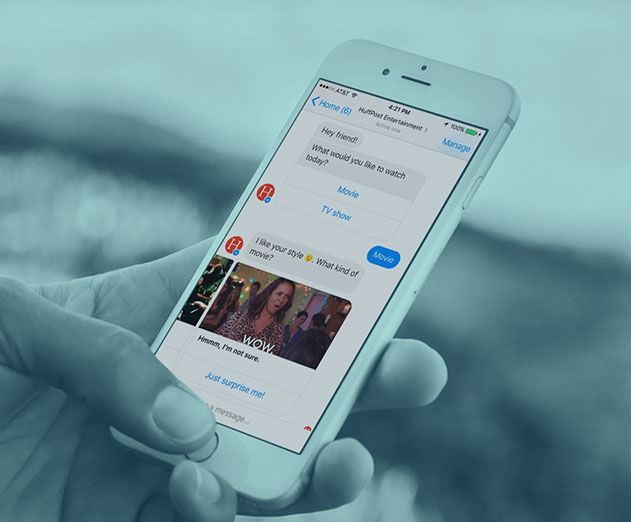 AT&T 4:21 PM 100%
Home (6) HuffPost Entertainment Manage
Active now
Hey friend!
What would you like to watch
today?
Movie
TV show
Movie
I like your style 😏. What kind of
movie?
WOW.
Hmmm, I'm not sure.
Just surprise me!
a message...